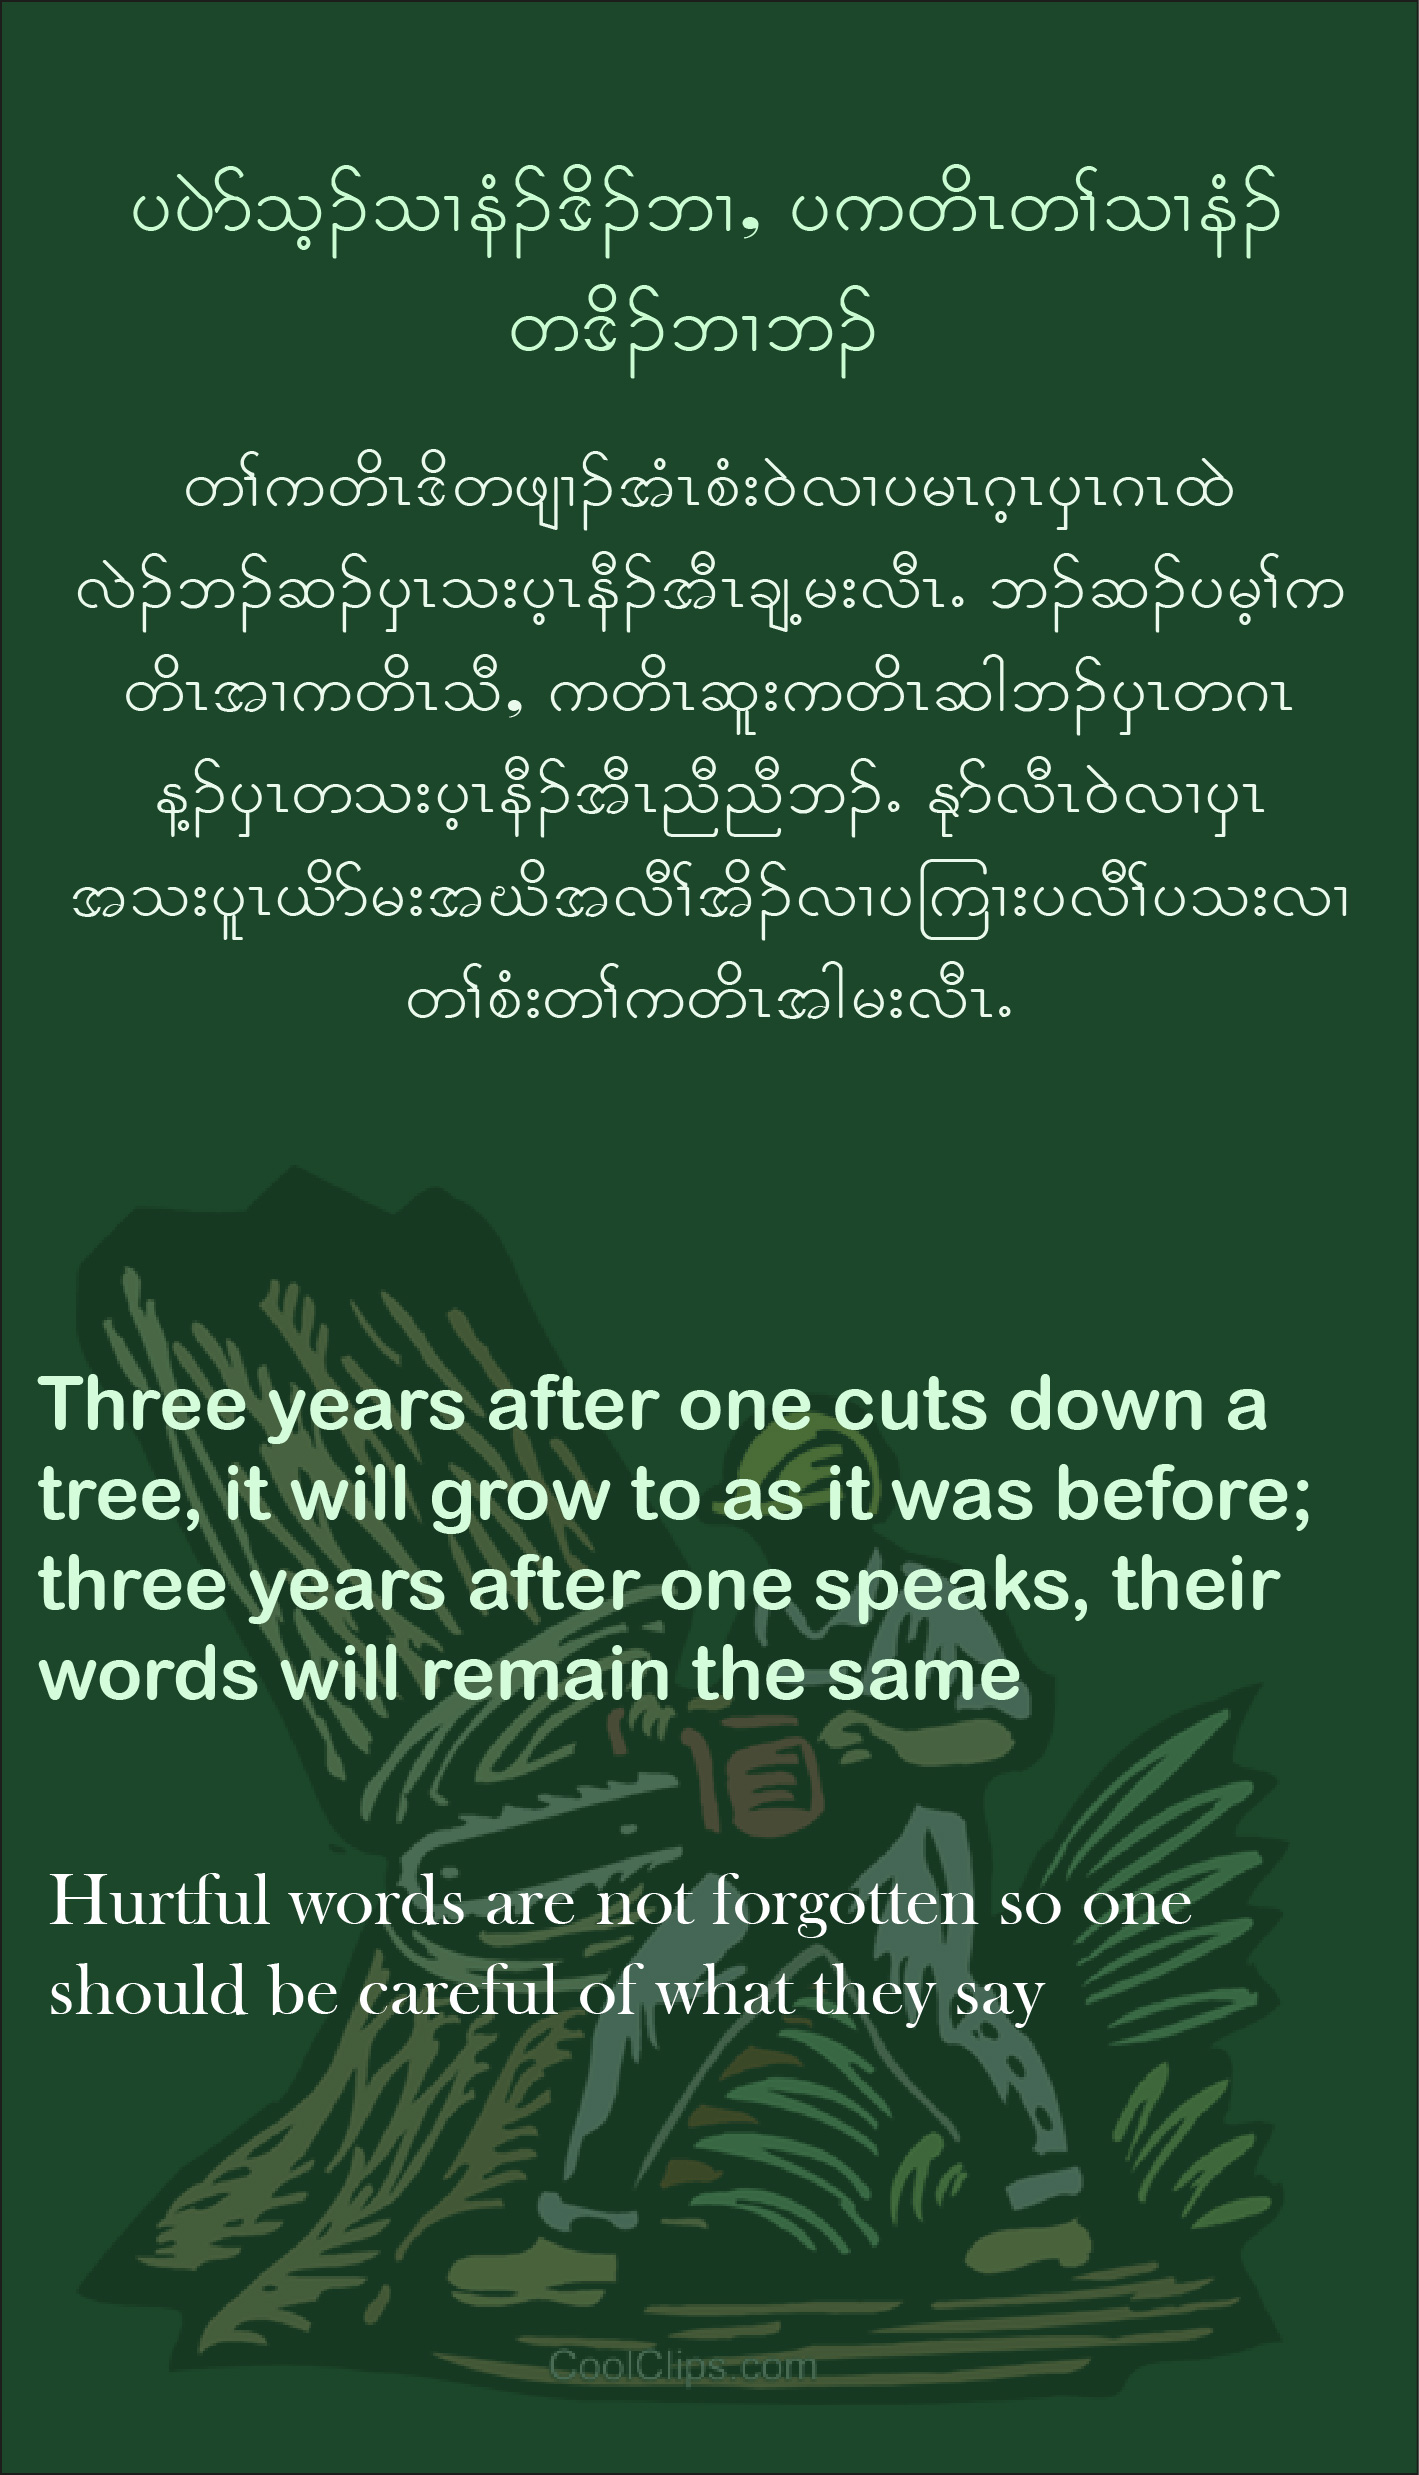 ပပဲာ်သ့ၣ်သၢနံၣ်ဒိၣ်ဘၢ, ပကတိၤတၢ်သၢနံၣ်
တဒိၣ်ဘၢဘၣ်
တၢ်ကတိၤဒိတဖျၢၣ်အံၤစံးဝဲလၢပမၤဂ့ၤပှၤဂၤထဲ
လဲၣ်ဘၣ်ဆၣ်ပှၤသးပ့ၤနီၣ်အီၤချ့မးလီၤႉ ဘၣ်ဆၣ်ပမ့ၢ်က
တိၤအၢကတိၤသီ, ကတိၤဆူးကတိၤဆါဘၣ်ပှၤတဂၤ
န့ၣ်ပှၤတသးပ့ၤနီၣ်အီၤညီညီဘၣ်ႉ နုာ်လီၤဝဲလၢပှၤ
အသးပူၤယိာ်မးအဃိအလီၢ်အိၣ်လၢပကြၢးပလီၢ်ပသးလၢ
တၢ်စံးတၢ်ကတိၤအါမးလီၤႉ
Three years after one cuts down a
tree, it will grow to as it was before;
three years after one speaks, their
words will remain the same
Hurtful words are not forgotten so one
should be careful of what they say
CoolClips.com